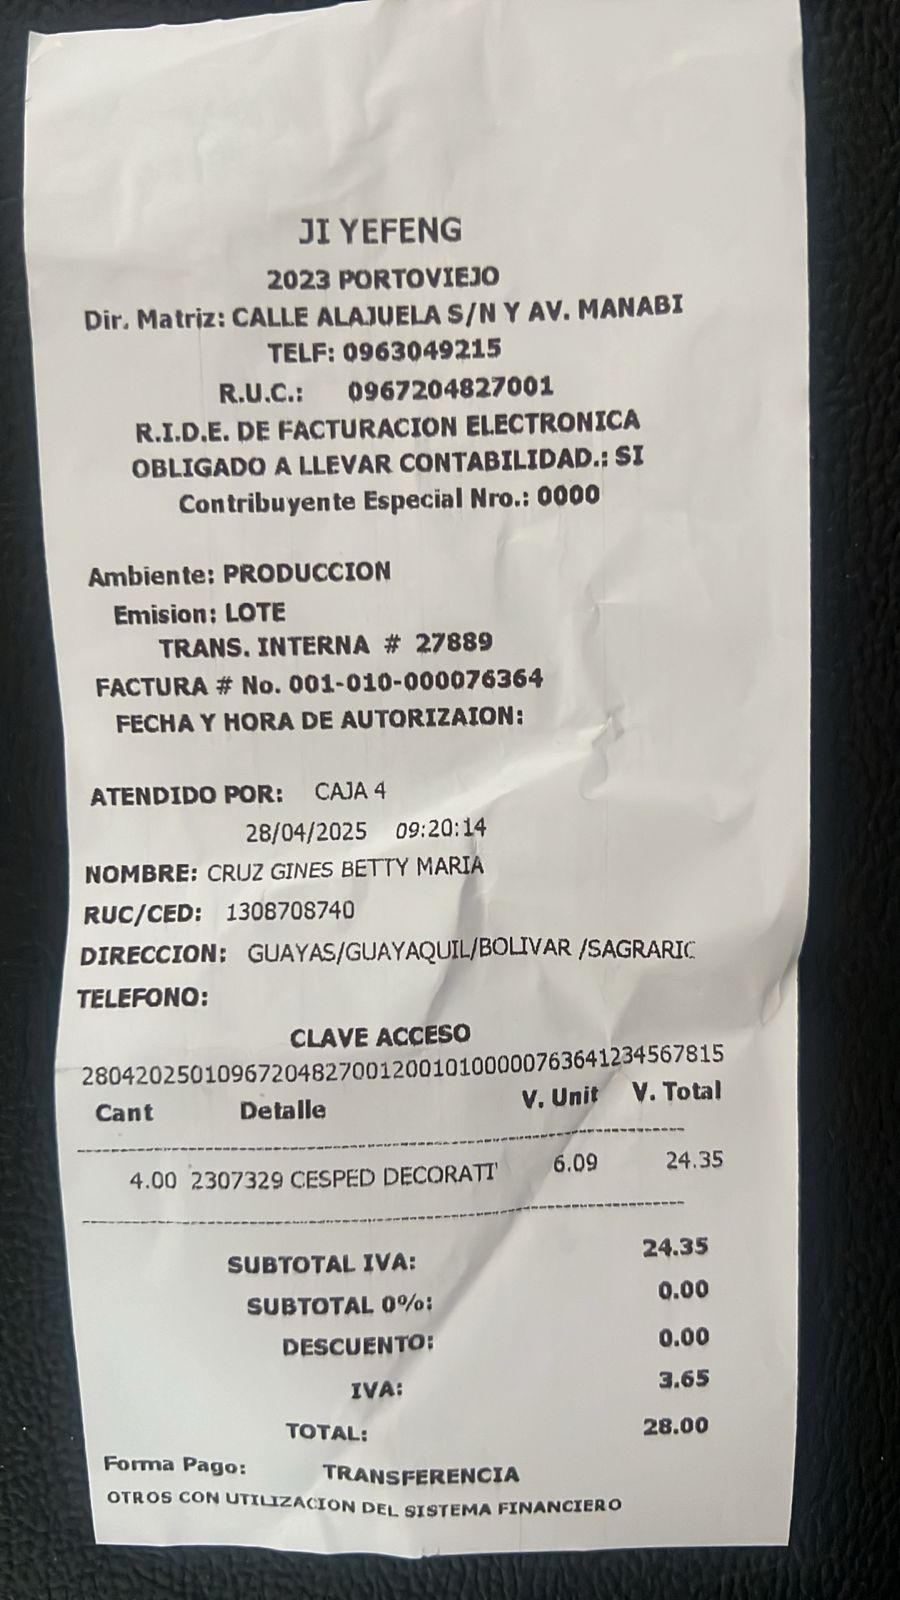 JI YEFENG
2023 PORTOVIEJO
Dir. Matriz: CALLE ALAJUELA S/N Y AV. MANABI
TELF: 0963049215
R.U.C.: 0967204827001
R.I.D.E. DE FACTURACION ELECTRONICA
OBLIGADO A LLEVAR CONTABILIDAD.: SI
Contribuyente Especial Nro.: 0000
Ambiente: PRODUCCION
Emision: LOTE
TRANS. INTERNA # 27889
FACTURA # No. 001-010-000076364
FECHA Y HORA DE AUTORIZAION:
ATENDIDO POR: CAJA 4
28/04/2025 09:20:14
NOMBRE: CRUZ GINES BETTY MARIA
RUC/CED: 1308708740
DIRECCION: GUAYAS/GUAYAQUIL/BOLIVAR /SAGRARIC
TELEFONO:
CLAVE ACCESO
2804202501096720482700120010100000763641234567815
Cant Detalle V. Unit V. Total
4.00 2307329 CESPED DECORATI' 6.09 24.35
SUBTOTAL IVA: 24.35
SUBTOTAL 0%: 0.00
DESCUENTO: 0.00
IVA: 3.65
TOTAL: 28.00
Forma Pago: TRANSFERENCIA
OTROS CON UTILIZACION DEL SISTEMA FINANCIERO